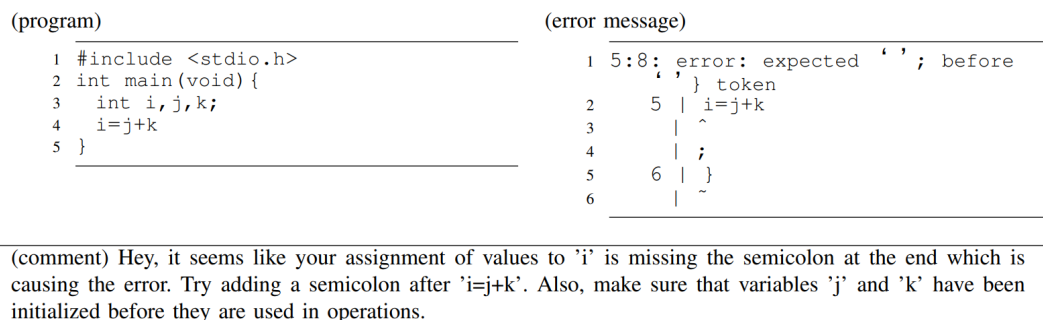 (program)
1 #include <stdio.h>
2 int main(void){
3 int i,j,k;
4 i=j+k
5 }
(error message)
1 5:8: error: expected ‘ ’; before
‘ ’} token
2 5 | i=j+k
3 | ^
4 | ;
5 6 | }
6 | ~
(comment) Hey, it seems like your assignment of values to ’i’ is missing the semicolon at the end which is
causing the error. Try adding a semicolon after ’i=j+k’. Also, make sure that variables ’j’ and ’k’ have been
initialized before they are used in operations.